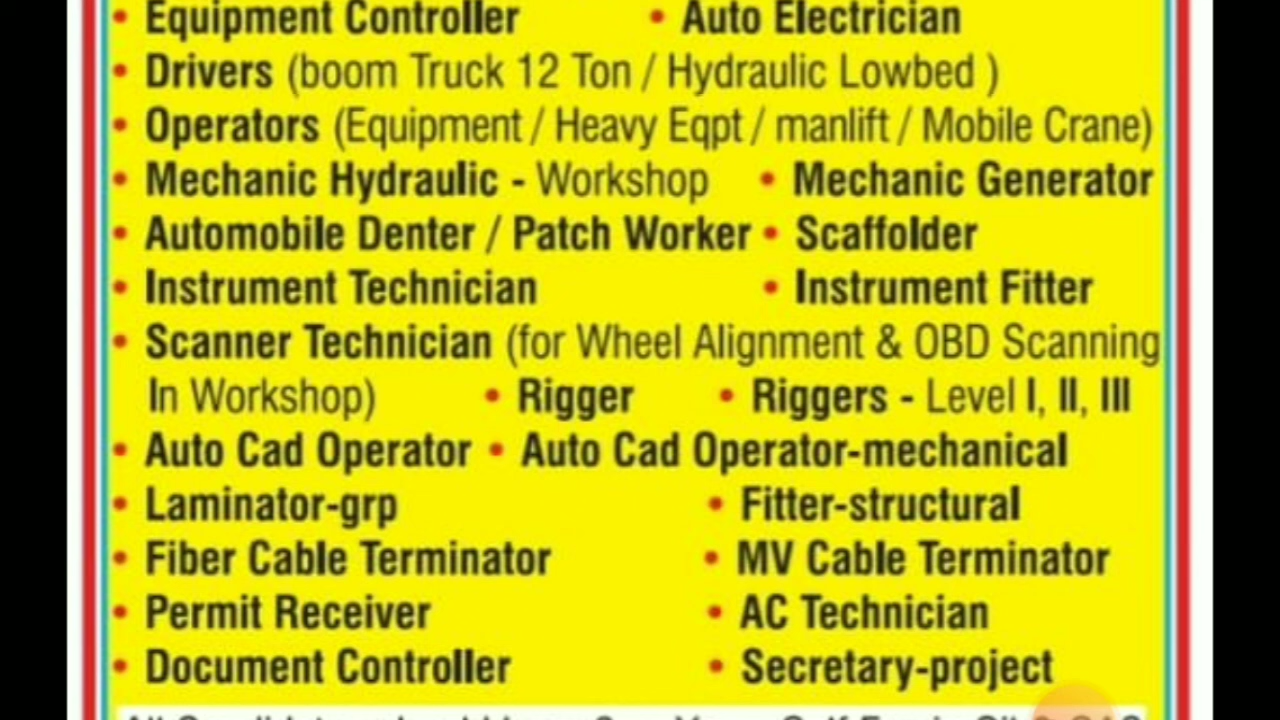 • Equipment Controller • Auto Electrician
• Drivers (boom Truck 12 Ton / Hydraulic Lowbed )
• Operators (Equipment / Heavy Eqpt / manlift / Mobile Crane)
• Mechanic Hydraulic - Workshop • Mechanic Generator
• Automobile Denter / Patch Worker • Scaffolder
• Instrument Technician • Instrument Fitter
• Scanner Technician (for Wheel Alignment & OBD Scanning
In Workshop) • Rigger • Riggers - Level I, II, III
• Auto Cad Operator • Auto Cad Operator-mechanical
• Laminator-grp • Fitter-structural
• Fiber Cable Terminator • MV Cable Terminator
• Permit Receiver • AC Technician
• Document Controller • Secretary-project